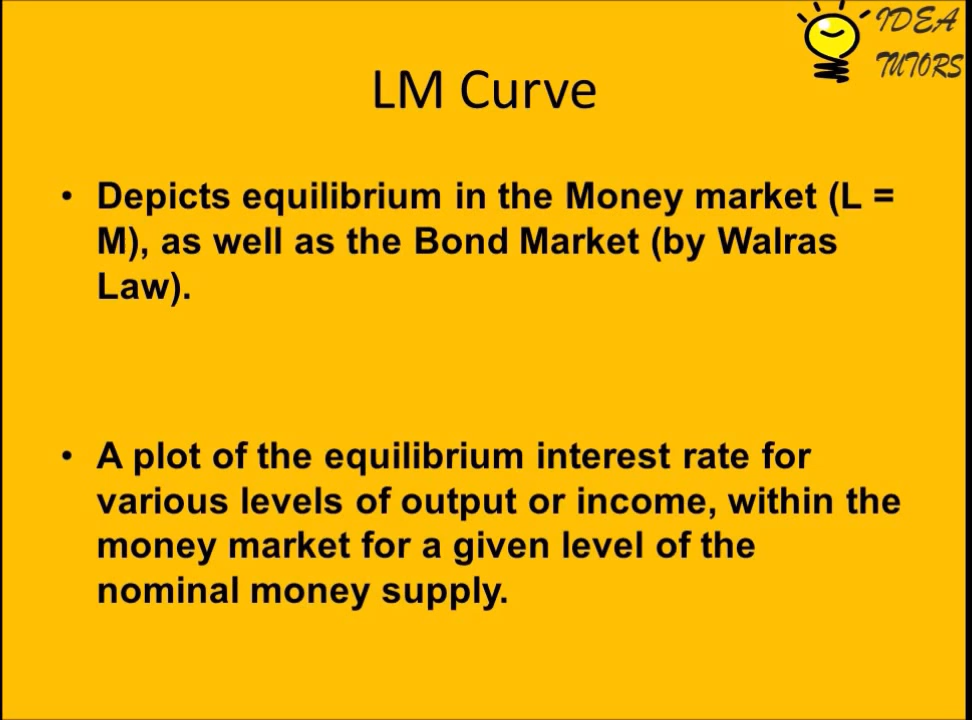 IDEA
TUTORS
LM Curve
• Depicts equilibrium in the Money market (L =
M), as well as the Bond Market (by Walras
Law).
• A plot of the equilibrium interest rate for
various levels of output or income, within the
money market for a given level of the
nominal money supply.